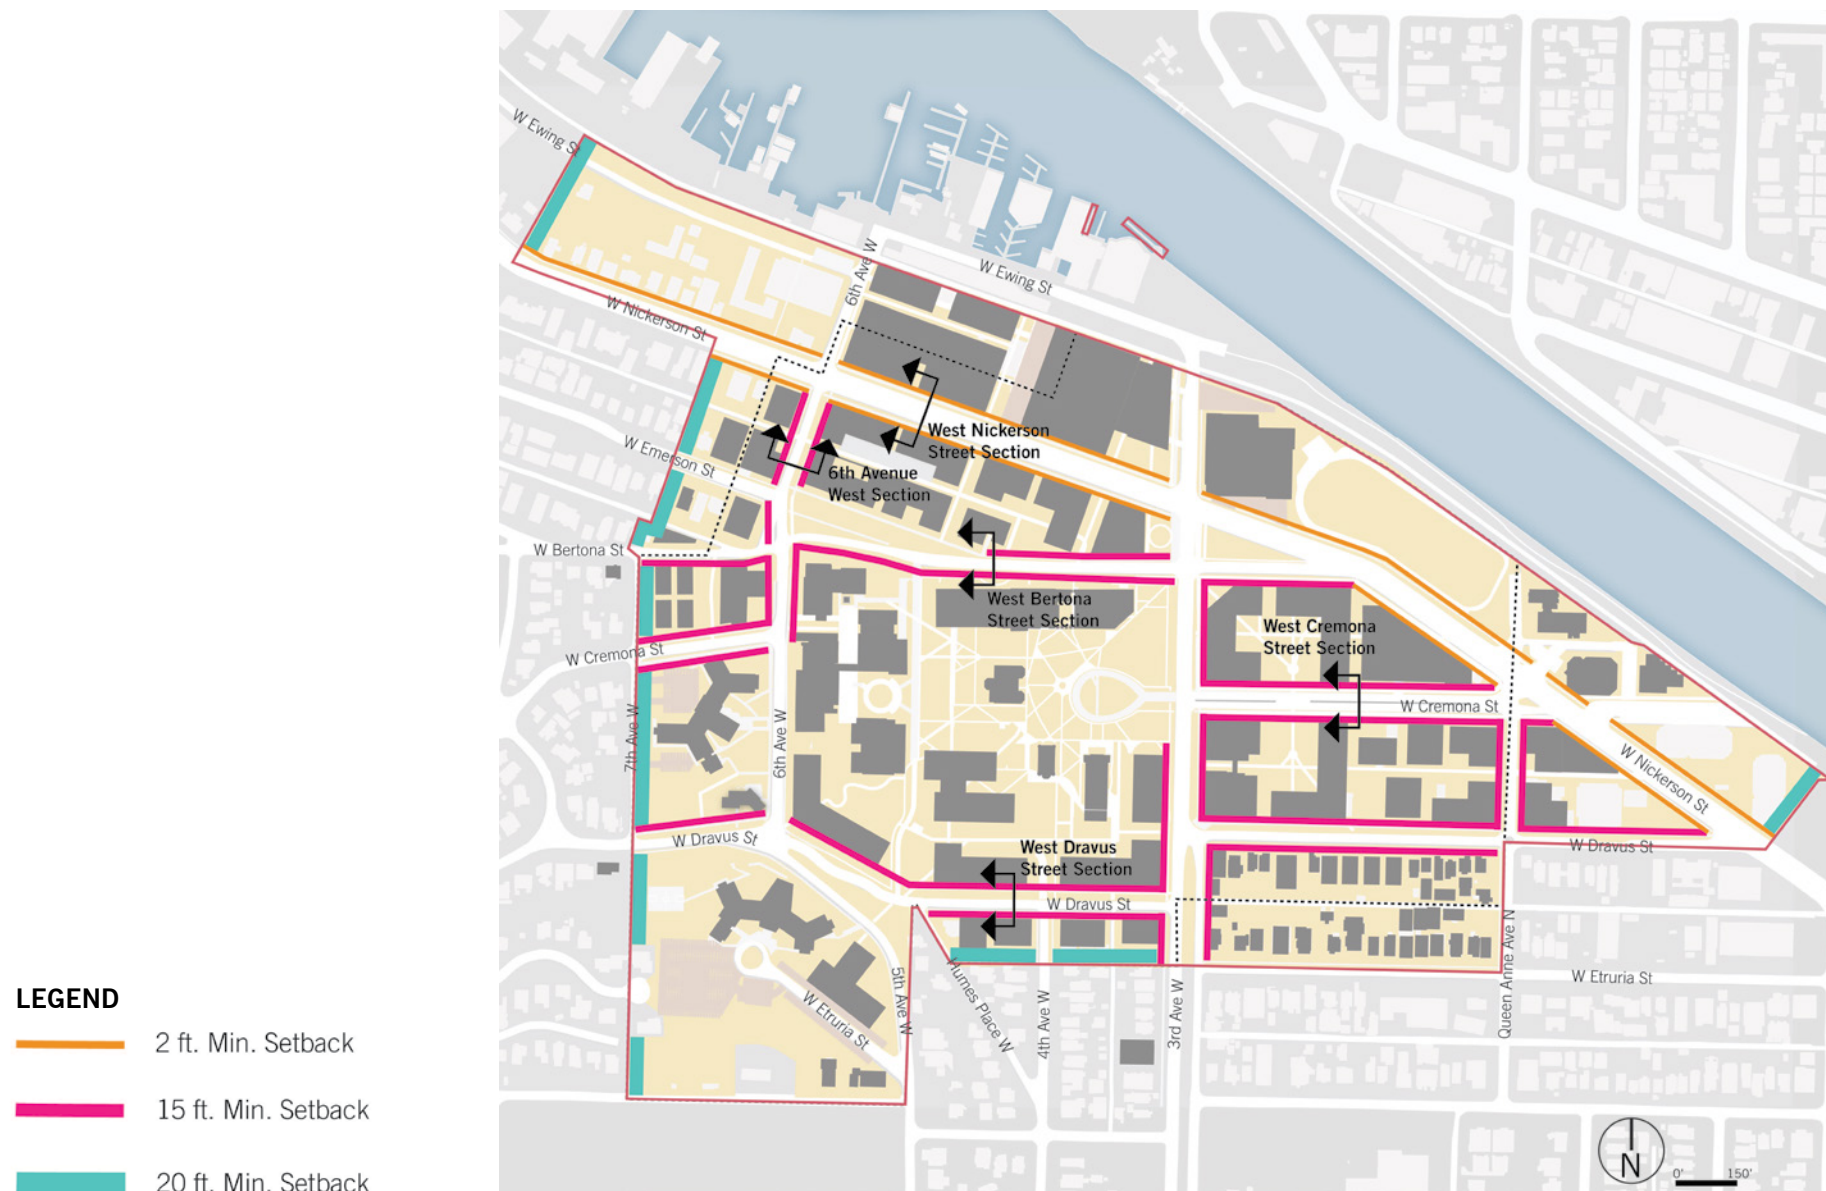 W Ewing St
W Ewing St
6th Ave W
W Nickerson St
West Nickerson
Street Section
W Emerson St
6th Avenue
West Section
W Bertona St
West Bertona
Street Section
West Cremona
Street Section
W Cremona St
W Cremona St
7th Ave W
6th Ave W
W Nickerson St
W Dravus St
West Dravus
Street Section
W Dravus St
W Dravus St
5th Ave W
Humes Place W
4th Ave W
3rd Ave W
Queen Anne Ave N
W Etruria St
W Etruria St
LEGEND
2 ft. Min. Setback
15 ft. Min. Setback
20 ft. Min. Setback
N
0' 150'